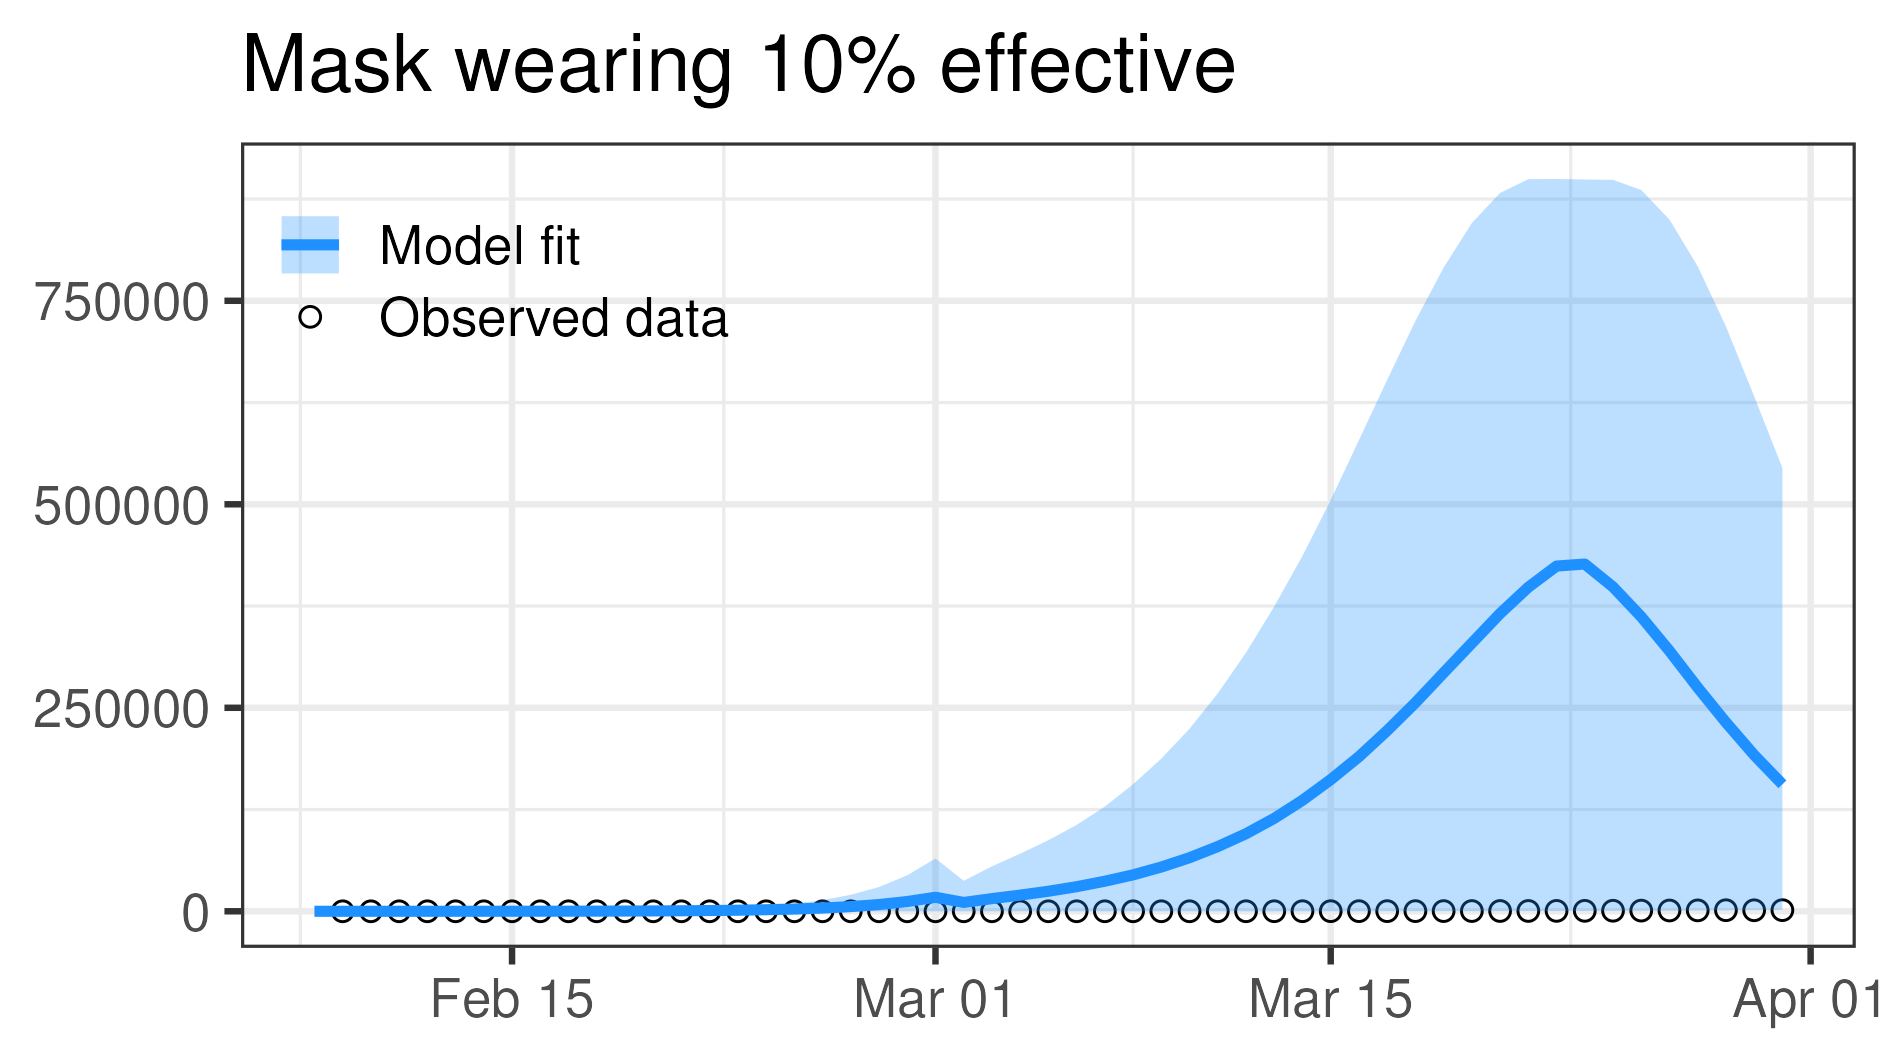 Mask wearing 10% effective
Model fit
Observed data
750000
500000
250000
0
Feb 15
Mar 01
Mar 15
Apr 01